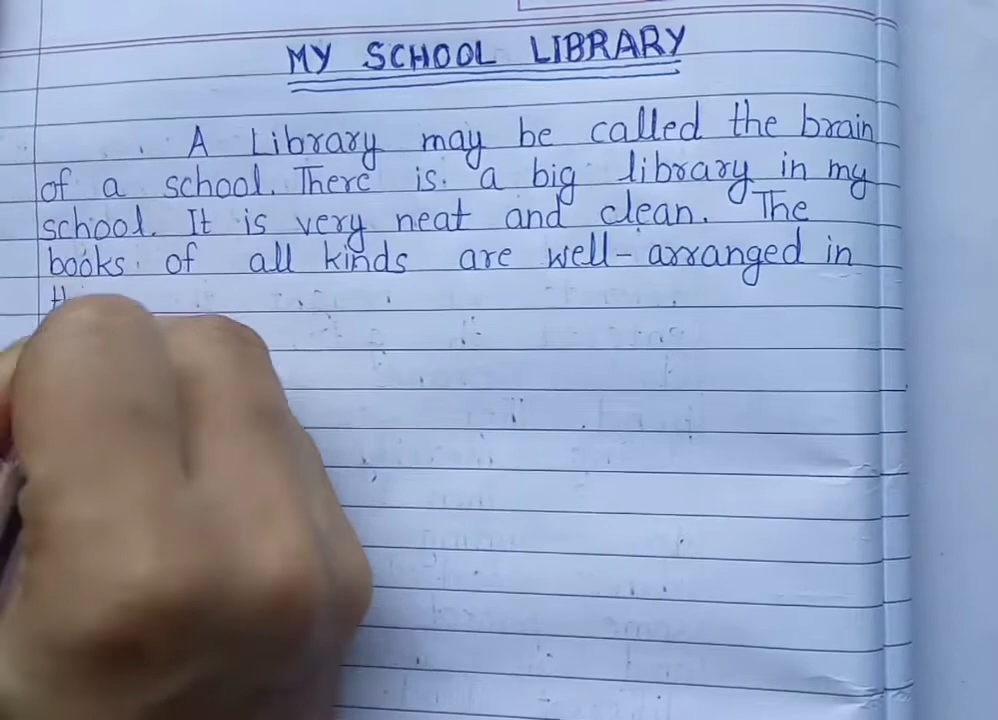 MY SCHOOL LIBRARY
A Library may be called the brain
of a school. There is a big library in my
school. It is very neat and clean. The
books of all kinds are well-arranged in